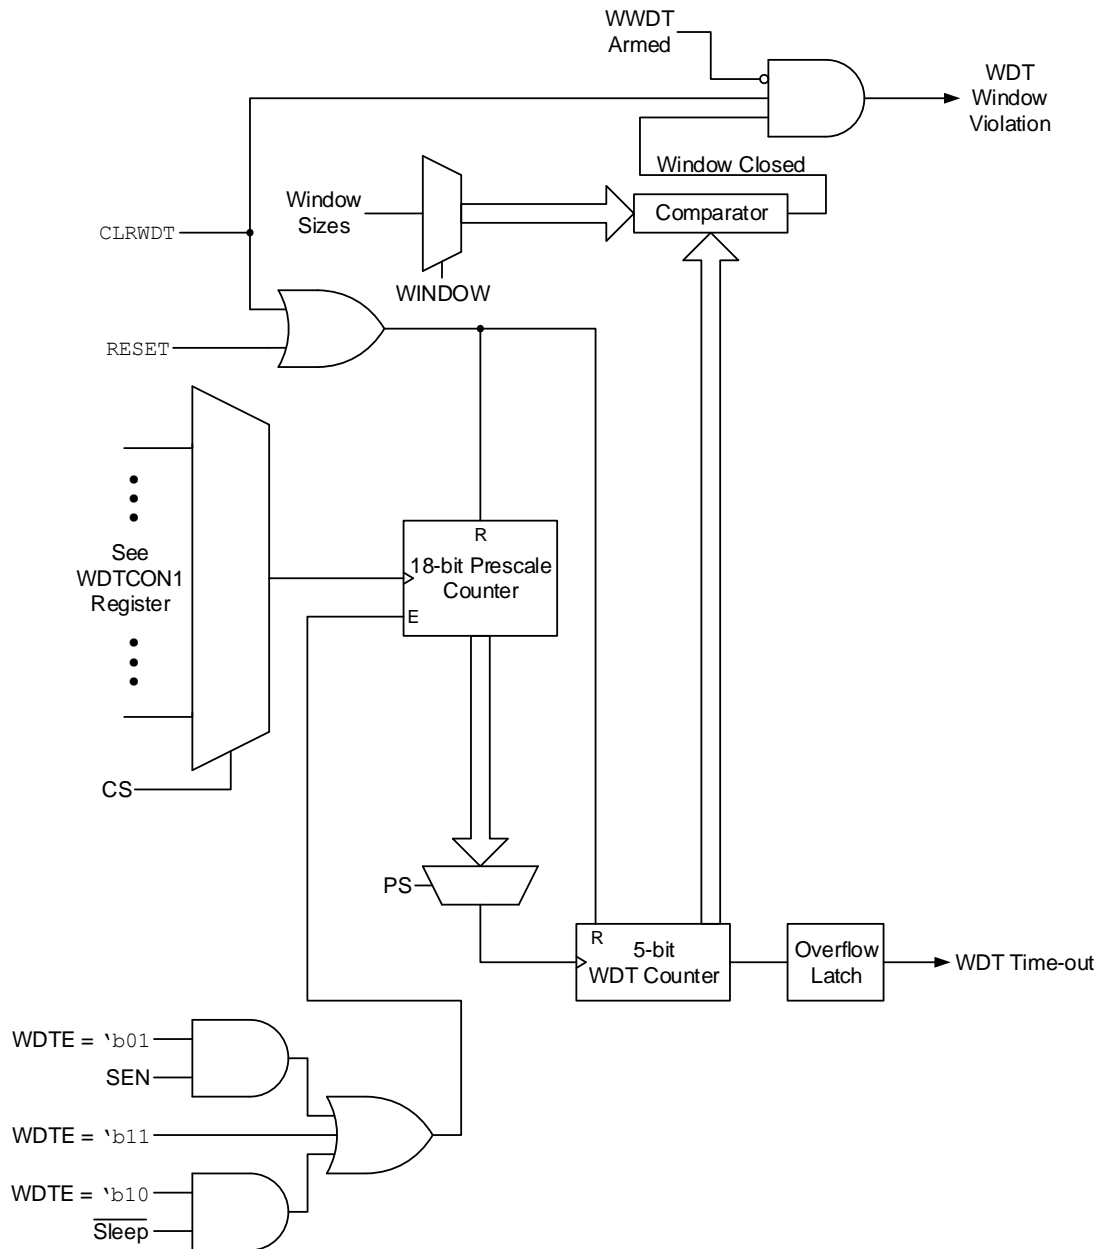 WWDT
Armed
WDT
Window
Violation
Window Closed
Window
Sizes
Comparator
CLRWDT
WINDOW
RESET
R
See
WDTCON1
Register
18-bit Prescale
Counter
E
CS
PS
R
5-bit
WDT Counter
Overflow
Latch
WDT Time-out
WDTE = ‘b01
SEN
WDTE = ‘b11
WDTE = ‘b10
Sleep